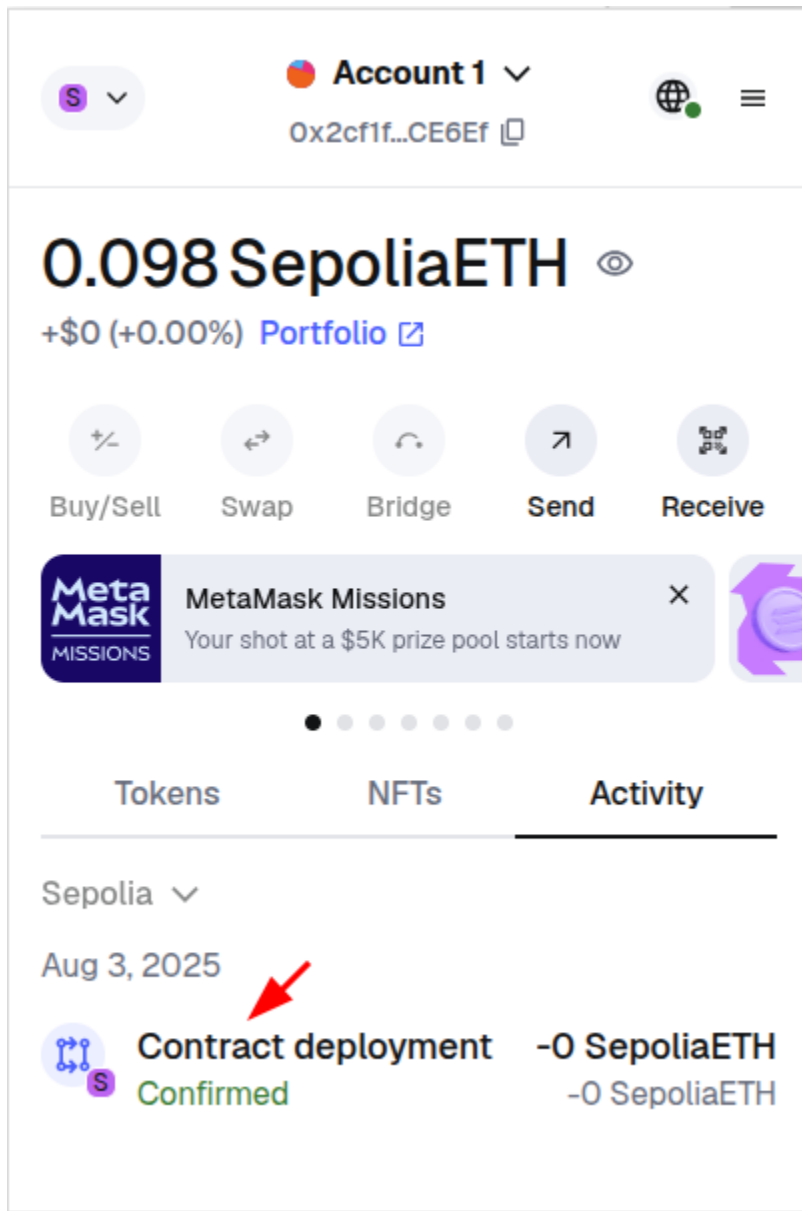 S
Account 1
0x2cf1f...CE6Ef
0.098 SepoliaETH
+$0 (+0.00%) Portfolio
Buy/Sell Swap Bridge Send Receive
Meta
Mask
MISSIONS
MetaMask Missions
Your shot at a $5K prize pool starts now
Tokens NFTs Activity
Sepolia
Aug 3, 2025
Contract deployment -0 SepoliaETH
S
Confirmed -0 SepoliaETH